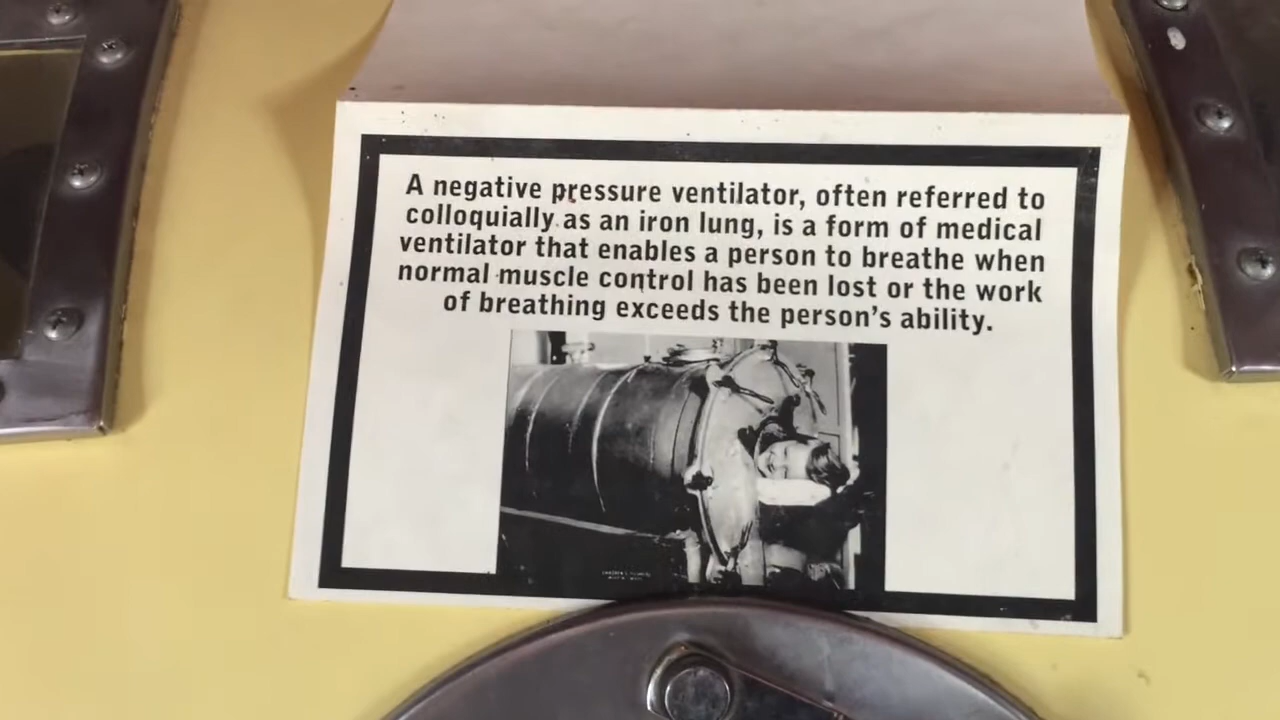 A negative pressure ventilator, often referred to
colloquially as an iron lung, is a form of medical
ventilator that enables a person to breathe when
normal muscle control has been lost or the work
of breathing exceeds the person's ability.